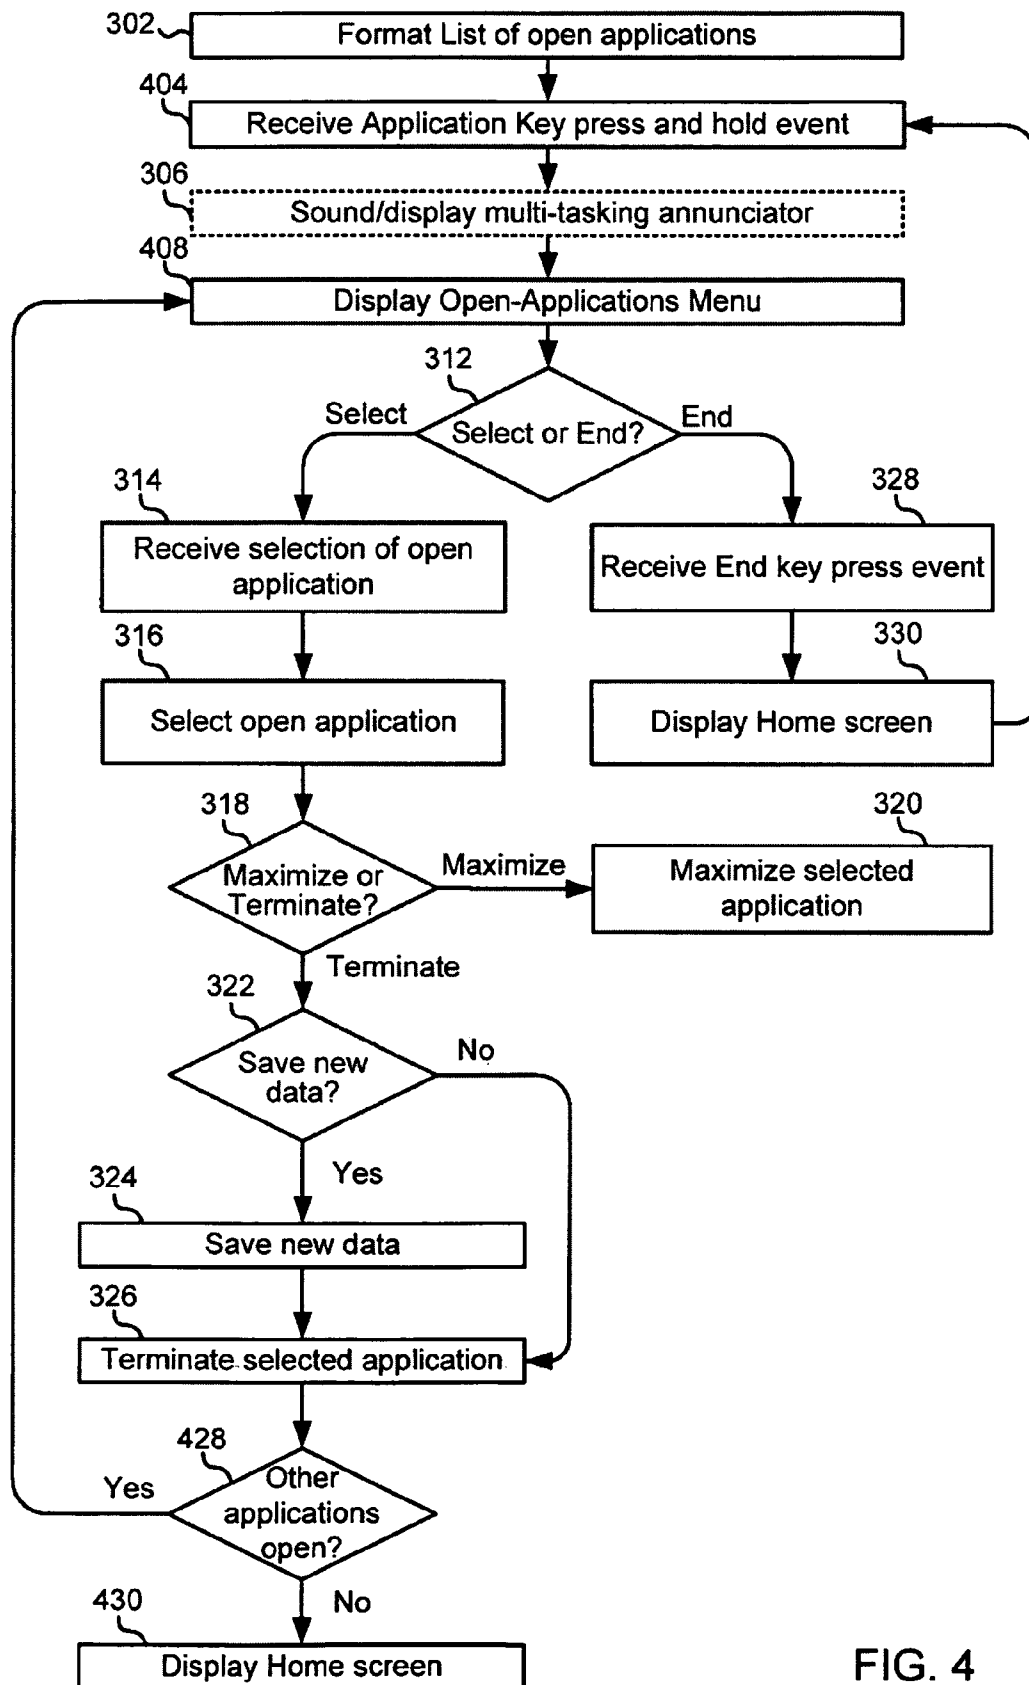 302
Format List of open applications
404
Receive Application Key press and hold event
306
Sound/display multi-tasking annunciator
408
Display Open-Applications Menu
312
Select or End?
Select
End
314
Receive selection of open
application
328
Receive End key press event
316
Select open application
330
Display Home screen
318
Maximize or
Terminate?
Maximize
320
Maximize selected
application
Terminate
322
Save new
data?
No
Yes
324
Save new data
326
Terminate selected application
428
Other
applications
open?
Yes
No
430
Display Home screen
FIG. 4